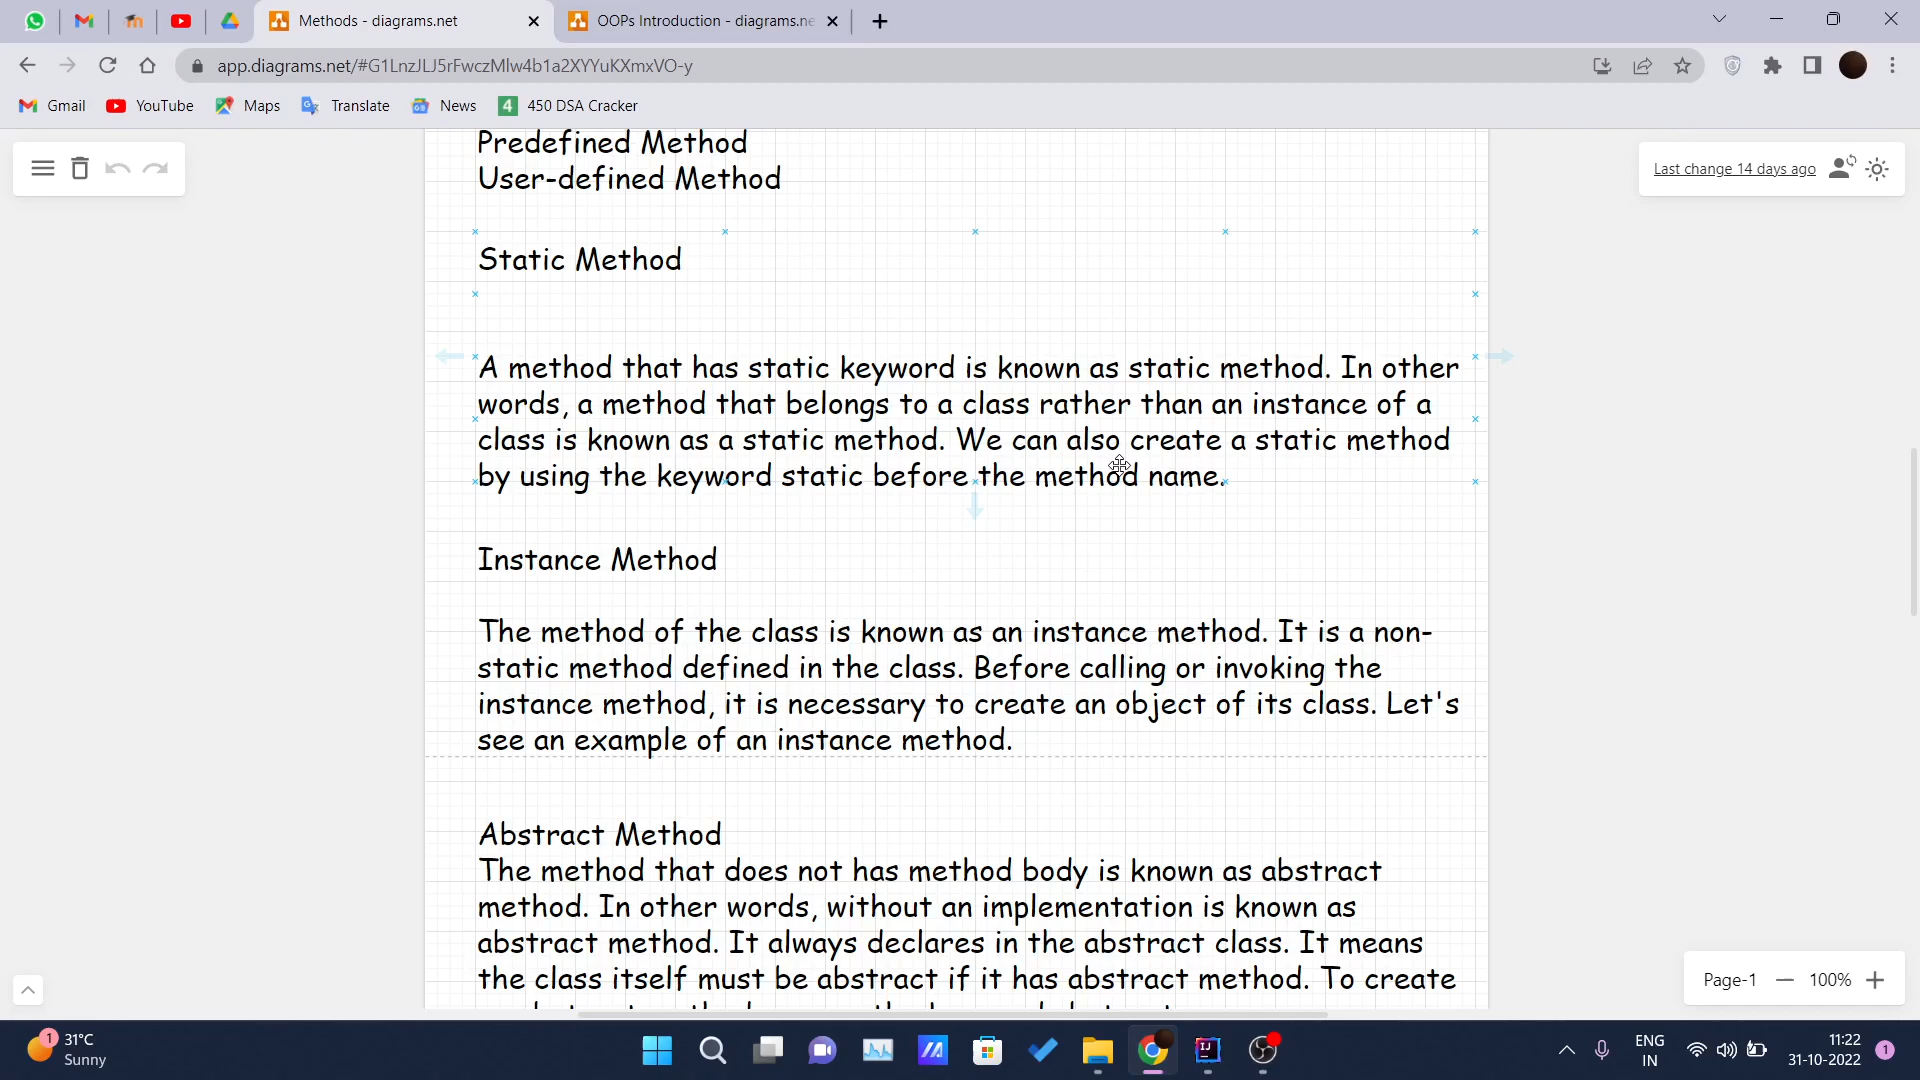 Methods - diagrams.net
OOPs Introduction - diagrams.ne
app.diagrams.net/#G1LnzJLJ5rFwczMlw4b1a2XYYuKXmxVO-y
Gmail
YouTube
Maps
Translate
News
4
450 DSA Cracker
Last change 14 days ago
Predefined Method
User-defined Method
Static Method
A method that has static keyword is known as static method. In other
words, a method that belongs to a class rather than an instance of a
class is known as a static method. We can also create a static method
by using the keyword static before the method name.
Instance Method
The method of the class is known as an instance method. It is a non-
static method defined in the class. Before calling or invoking the
instance method, it is necessary to create an object of its class. Let's
see an example of an instance method.
Abstract Method
The method that does not has method body is known as abstract
method. In other words, without an implementation is known as
abstract method. It always declares in the abstract class. It means
the class itself must be abstract if it has abstract method. To create
Page-1
100%
1
31°C
Sunny
IJ
ENG
IN
11:22
31-10-2022
1